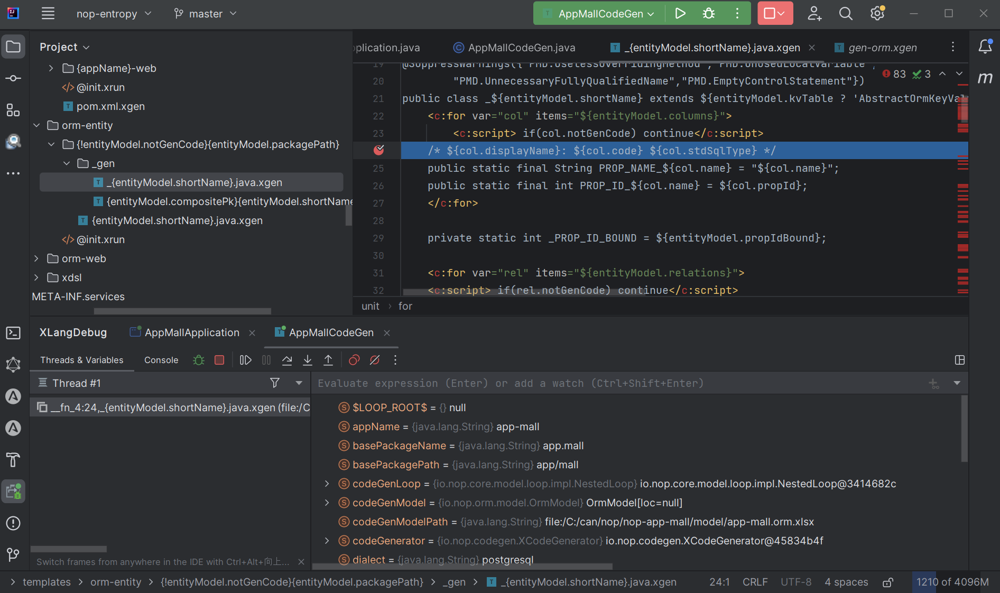 nop-entropy
master
AppMallCodeGen
Project
{appName}-web
@init.xrun
pom.xml.xgen
orm-entity
{!entityModel.notGenCode}{entityModel.packagePath}
_gen
_{entityModel.shortName}.java.xgen
{entityModel.compositePk}{entityModel.shortName
{entityModel.shortName}.java.xgen
@init.xrun
orm-web
xdsl
META-INF.services
plication.java
AppMallCodeGen.java
_{entityModel.shortName}.java.xgen
gen-orm.xgen
83
3
19 @SuppressWarnings({"PMD.UselessOverridingMethod","PMD.UnusedLocalVariable",
20 "PMD.UnnecessaryFullyQualifiedName","PMD.EmptyControlStatement"})
21 public class _${entityModel.shortName} extends ${entityModel.kvTable ? 'AbstractOrmKeyVal
22 <c:for var="col" items="${entityModel.columns}">
23 <c:script> if(col.notGenCode) continue</c:script>
/* ${col.displayName}: ${col.code} ${col.stdSqlType} */
25 public static final String PROP_NAME_${col.name} = "${col.name}";
26 public static final int PROP_ID_${col.name} = ${col.propId};
27 </c:for>
28
29 private static int _PROP_ID_BOUND = ${entityModel.propIdBound};
30
31 <c:for var="rel" items="${entityModel.relations}">
32 <c:script> if(rel.notGenCode) continue</c:script>
unit › for
XLangDebug
AppMallApplication
AppMallCodeGen
Threads & Variables
Console
Thread #1
Evaluate expression (Enter) or add a watch (Ctrl+Shift+Enter)
__fn_4:24,_{entityModel.shortName}.java.xgen (file:/C
$LOOP_ROOT$ = {} null
appName = {java.lang.String} app-mall
basePackageName = {java.lang.String} app.mall
basePackagePath = {java.lang.String} app/mall
codeGenLoop = {io.nop.core.model.loop.impl.NestedLoop} io.nop.core.model.loop.impl.NestedLoop@3414682c
codeGenModel = {io.nop.orm.model.OrmModel} OrmModel[loc=null]
codeGenModelPath = {java.lang.String} file:/C:/can/nop/nop-app-mall/model/app-mall.orm.xlsx
codeGenerator = {io.nop.codegen.XCodeGenerator} io.nop.codegen.XCodeGenerator@45834b4f
dialect = {java.lang.String} postgresql
Switch frames from anywhere in the IDE with Ctrl+Alt+向上...
› templates › orm-entity › {!entityModel.notGenCode}{entityModel.packagePath} › _gen › _{entityModel.shortName}.java.xgen
24:1
CRLF
UTF-8
4 spaces
1210 of 4096M